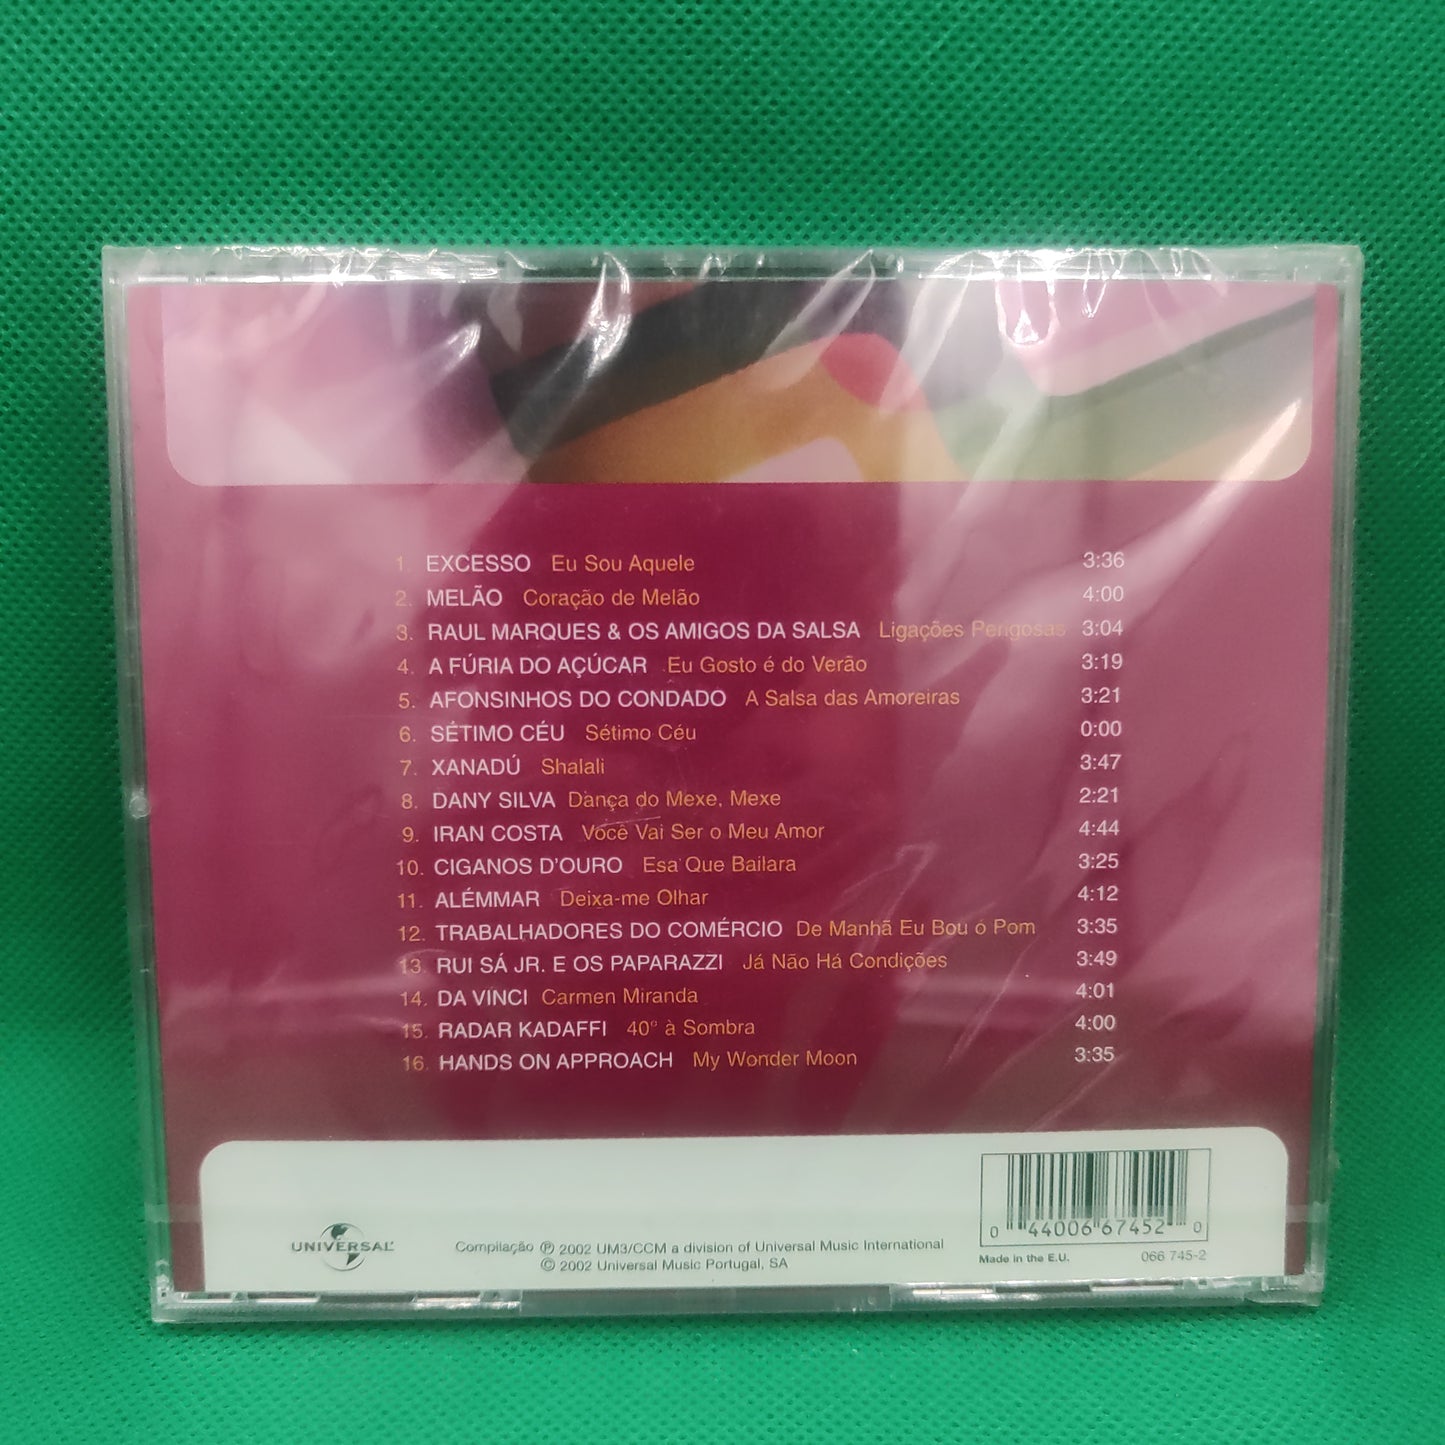 1. EXCESSO Eu Sou Aquele 3:36
2. MELÃO Coração de Melão 4:00
3. RAUL MARQUES & OS AMIGOS DA SALSA Ligações Perigosas 3:04
4. A FÚRIA DO AÇÚCAR Eu Gosto é do Verão 3:19
5. AFONSINHOS DO CONDADO A Salsa das Amoreiras 3:21
6. SÉTIMO CÉU Sétimo Céu 0:00
7. XANADÚ Shalali 3:47
8. DANY SILVA Dança do Mexe, Mexe 2:21
9. IRAN COSTA Você Vai Ser o Meu Amor 4:44
10. CIGANOS D'OURO Esa Que Bailara 3:25
11. ALÉMMAR Deixa-me Olhar 4:12
12. TRABALHADORES DO COMÉRCIO De Manhã Eu Bou ó Pom 3:35
13. RUI SÁ JR. E OS PAPARAZZI Já Não Há Condições 3:49
14. DA VINCI Carmen Miranda 4:01
15. RADAR KADAFFI 40° à Sombra 4:00
16. HANDS ON APPROACH My Wonder Moon 3:35
UNIVERSAL
Compilação ℗ 2002 UM3/CCM a division of Universal Music International
© 2002 Universal Music Portugal, SA
0 44006 67452 0
Made in the E.U. 066 745-2